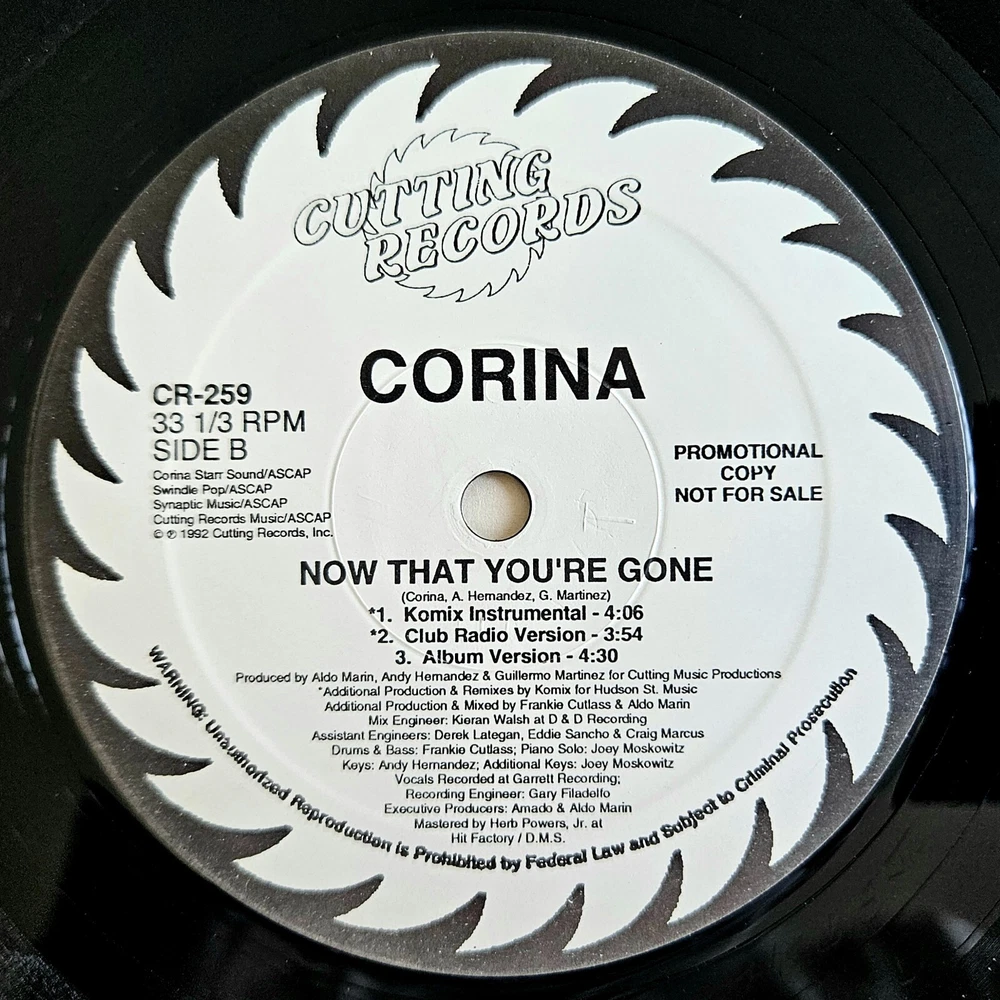 CUTTING
RECORDS
CORINA
CR-259
33 1/3 RPM
SIDE B
Corina Starr Sound/ASCAP
Swindle Pop/ASCAP
Synaptic Music/ASCAP
Cutting Records Music/ASCAP
© ℗ 1992 Cutting Records, Inc.
PROMOTIONAL
COPY
NOT FOR SALE
NOW THAT YOU'RE GONE
(Corina, A. Hernandez, G. Martinez)
*1. Komix Instrumental - 4:06
*2. Club Radio Version - 3:54
3. Album Version - 4:30
Produced by Aldo Marin, Andy Hernandez & Guillermo Martinez for Cutting Music Productions
*Additional Production & Remixes by Komix for Hudson St. Music
Additional Production & Mixed by Frankie Cutlass & Aldo Marin
Mix Engineer: Kieran Walsh at D & D Recording
Assistant Engineers: Derek Lategan, Eddie Sancho & Craig Marcus
Drums & Bass: Frankie Cutlass; Piano Solo: Joey Moskowitz
Keys: Andy Hernandez; Additional Keys: Joey Moskowitz
Vocals Recorded at Garrett Recording;
Recording Engineer: Gary Filadelfo
Executive Producers: Amado & Aldo Marin
Mastered by Herb Powers, Jr. at
Hit Factory / D.M.S.
WARNING: Unauthorized Reproduction is Prohibited by Federal Law and Subject to Criminal Prosecution